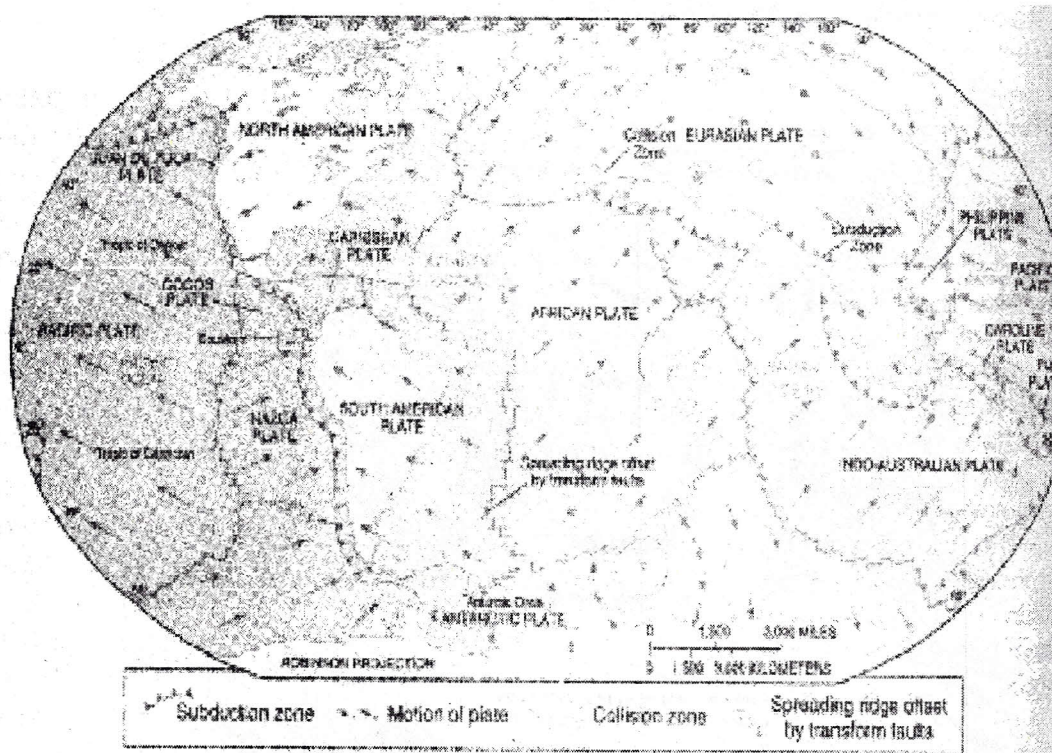 NORTH AMERICAN PLATE
JUAN DE FUCA
PLATE
Collision
Zone
EURASIAN PLATE
Subduction
Zone
PHILIPPINE
PLATE
CARIBBEAN
PLATE
Tropic of Cancer
PLATE
PACIFIC PLATE
Equator
AFRICAN PLATE
PACIFIC
CAROLINE
PLATE
NAZCA
PLATE
SOUTH AMERICAN
PLATE
Tropic of Capricorn
Spreading ridge offset
by transform faults
INDO-AUSTRALIAN PLATE
Antarctic Circle
ANTARCTIC PLATE
0 1,500 3,000 MILES
0 1 500 3,000 KILOMETERS
ROBINSON PROJECTION
Subduction zone
Motion of plate
Collision zone
Spreading ridge offset
by transform faults